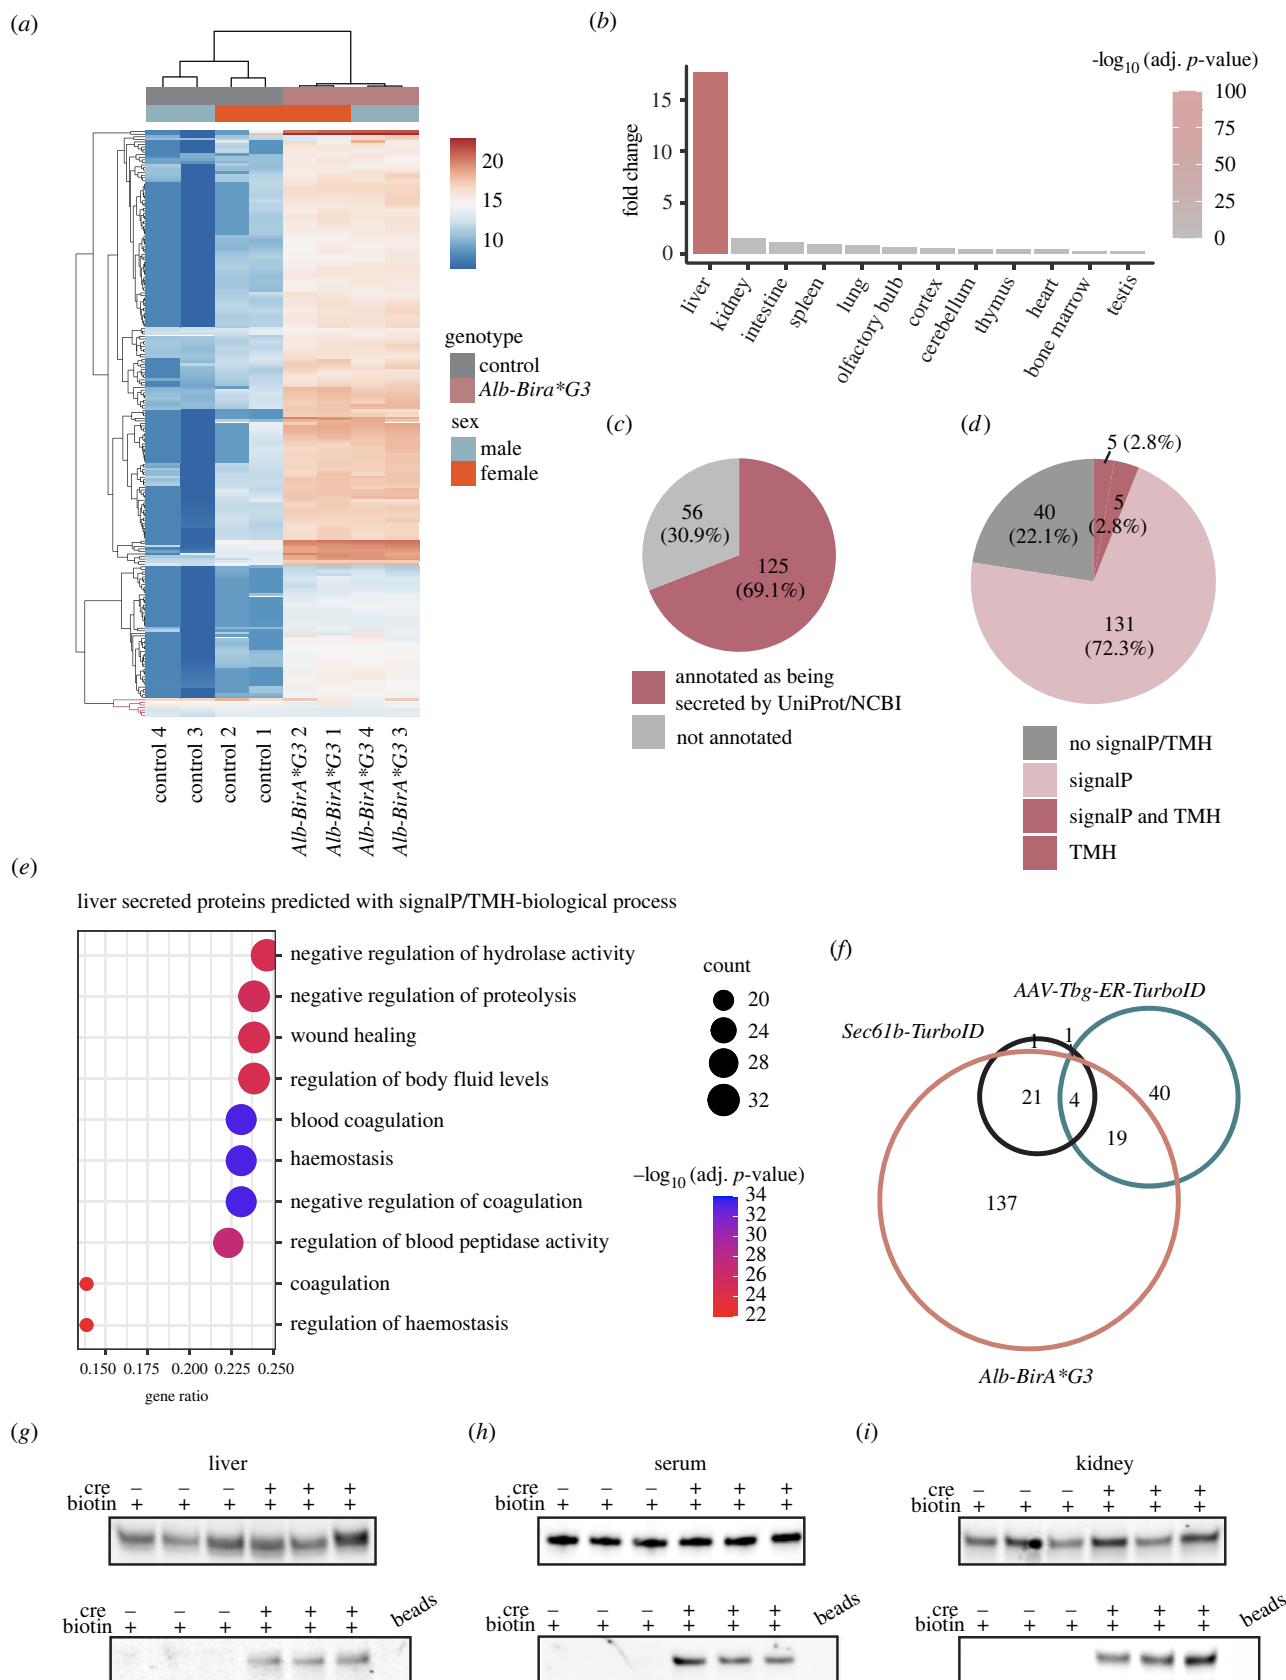 (a)
20
15
10
genotype
control
Alb-Bira*G3
sex
male
female
control 4
control 3
control 2
control 1
Alb-BirA*G3 2
Alb-BirA*G3 1
Alb-BirA*G3 4
Alb-BirA*G3 3
(b)
fold change
15
10
5
0
liver
kidney
intestine
spleen
lung
olfactory bulb
cortex
cerebellum
thymus
heart
bone marrow
testis
-log10 (adj. p-value)
100
75
50
25
0
(c)
56
(30.9%)
125
(69.1%)
annotated as being
secreted by UniProt/NCBI
not annotated
(d)
5 (2.8%)
5
(2.8%)
40
(22.1%)
131
(72.3%)
no signalP/TMH
signalP
signalP and TMH
TMH
(e)
liver secreted proteins predicted with signalP/TMH-biological process
negative regulation of hydrolase activity
negative regulation of proteolysis
wound healing
regulation of body fluid levels
blood coagulation
haemostasis
negative regulation of coagulation
regulation of blood peptidase activity
coagulation
regulation of haemostasis
0.150 0.175 0.200 0.225 0.250
gene ratio
count
20
24
28
32
–log10 (adj. p-value)
34
32
30
28
26
24
22
(f)
AAV-Tbg-ER-TurboID
Sec61b-TurboID
1
1
21
4
40
19
137
Alb-BirA*G3
(g)
liver
cre – – – + + +
biotin + + + + + +
cre – – – + + +
biotin + + + + + +
beads
(h)
serum
cre – – – + + +
biotin + + + + + +
cre – – – + + +
biotin + + + + + +
beads
(i)
kidney
cre – – – + + +
biotin + + + + + +
cre – – – + + +
biotin + + + + + +
beads